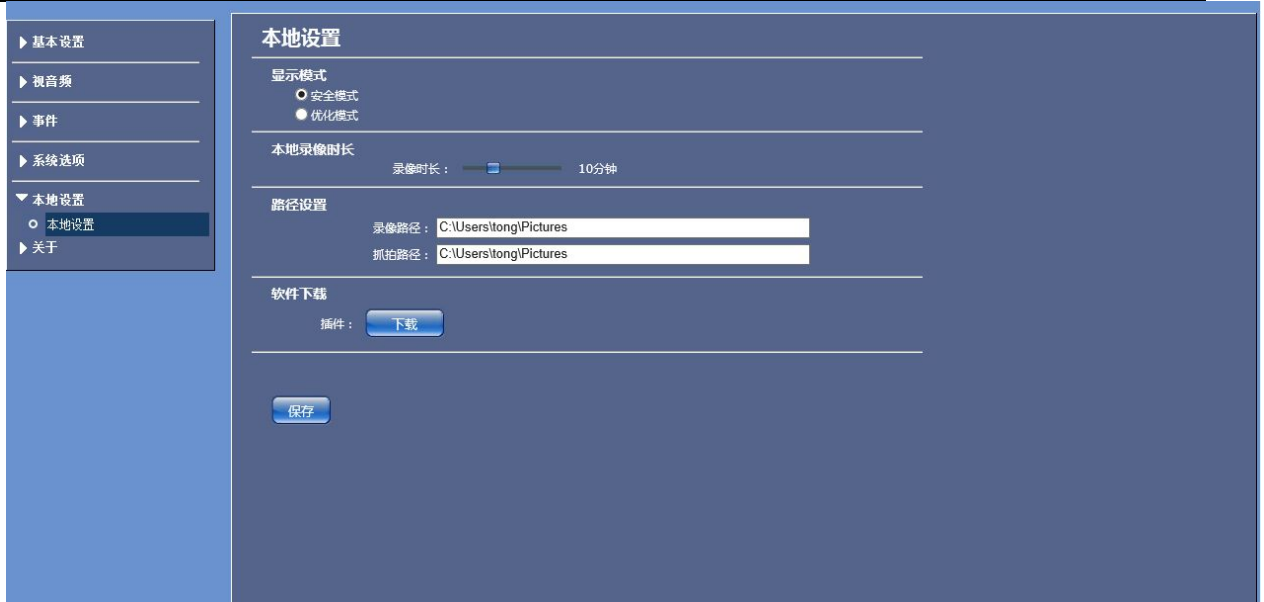 基本设置
视音频
事件
系统选项
本地设置
本地设置
关于
本地设置
显示模式
安全模式
优化模式
本地录像时长
录像时长： 10分钟
路径设置
录像路径： C:\Users\tong\Pictures
抓拍路径： C:\Users\tong\Pictures
软件下载
插件： 下载
保存